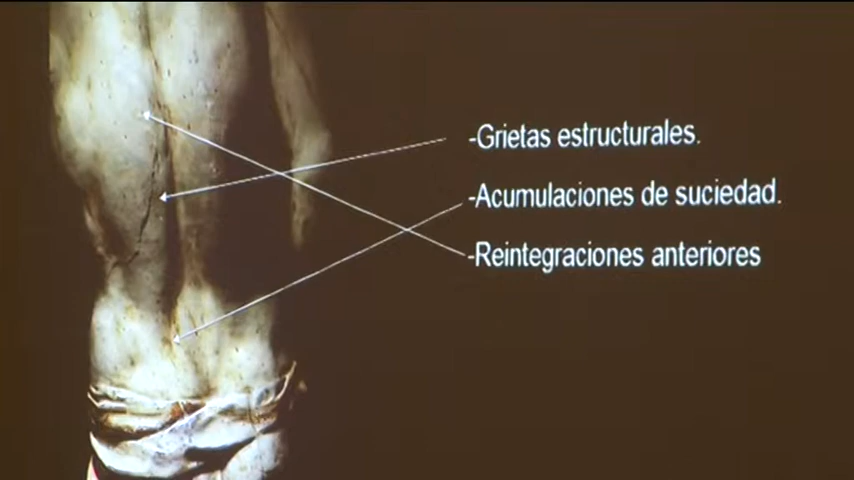 -Grietas estructurales.
-Acumulaciones de suciedad.
-Reintegraciones anteriores